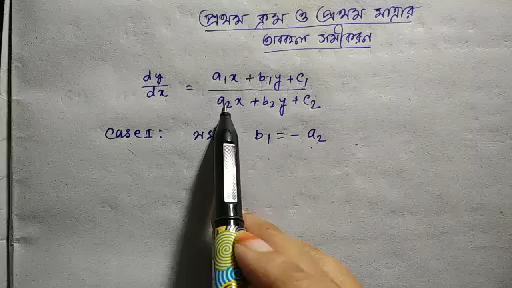 প্রথম ক্রম ও প্রথম মাত্রার
অবকল সমীকরণ
dy/dx = (a₁x + b₁y + c₁)/(a₂x + b₂y + c₂)
Case I: b₁ = - a₂